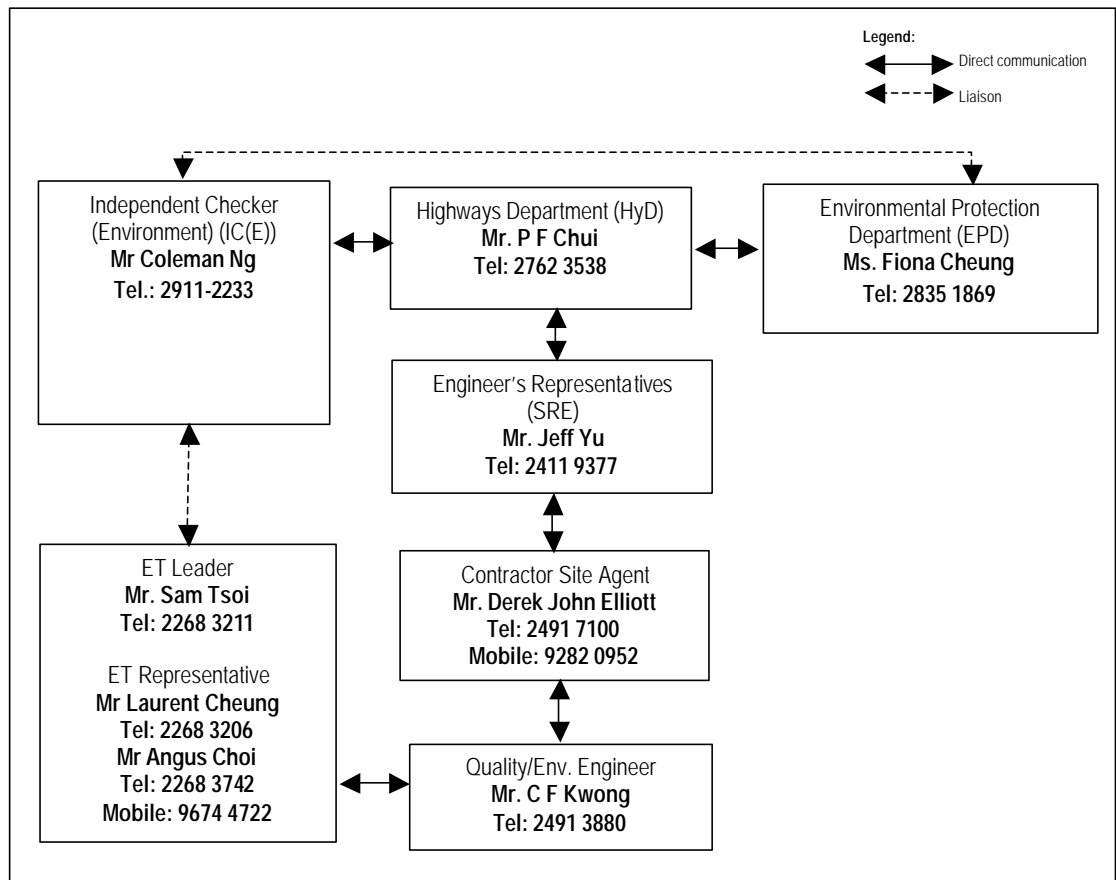 Legend:
Direct communication
Liaison
Independent Checker
(Environment) (IC(E))
Mr Coleman Ng
Tel.: 2911-2233
Highways Department (HyD)
Mr. P F Chui
Tel: 2762 3538
Environmental Protection
Department (EPD)
Ms. Fiona Cheung
Tel: 2835 1869
Engineer's Representatives
(SRE)
Mr. Jeff Yu
Tel: 2411 9377
ET Leader
Mr. Sam Tsoi
Tel: 2268 3211
ET Representative
Mr Laurent Cheung
Tel: 2268 3206
Mr Angus Choi
Tel: 2268 3742
Mobile: 9674 4722
Contractor Site Agent
Mr. Derek John Elliott
Tel: 2491 7100
Mobile: 9282 0952
Quality/Env. Engineer
Mr. C F Kwong
Tel: 2491 3880